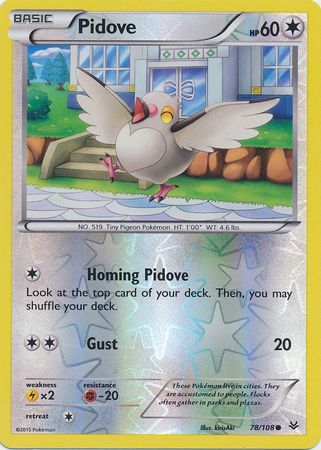 BASIC
Pidove
HP60
NO. 519 Tiny Pigeon Pokémon HT: 1'00" WT: 4.6 lbs.
Homing Pidove
Look at the top card of your deck. Then, you may
shuffle your deck.
Gust 20
weakness
×2
resistance
-20
retreat
These Pokémon live in cities. They
are accustomed to people. Flocks
often gather in parks and plazas.
©2015 Pokémon
Illus. kirisAki
78/108